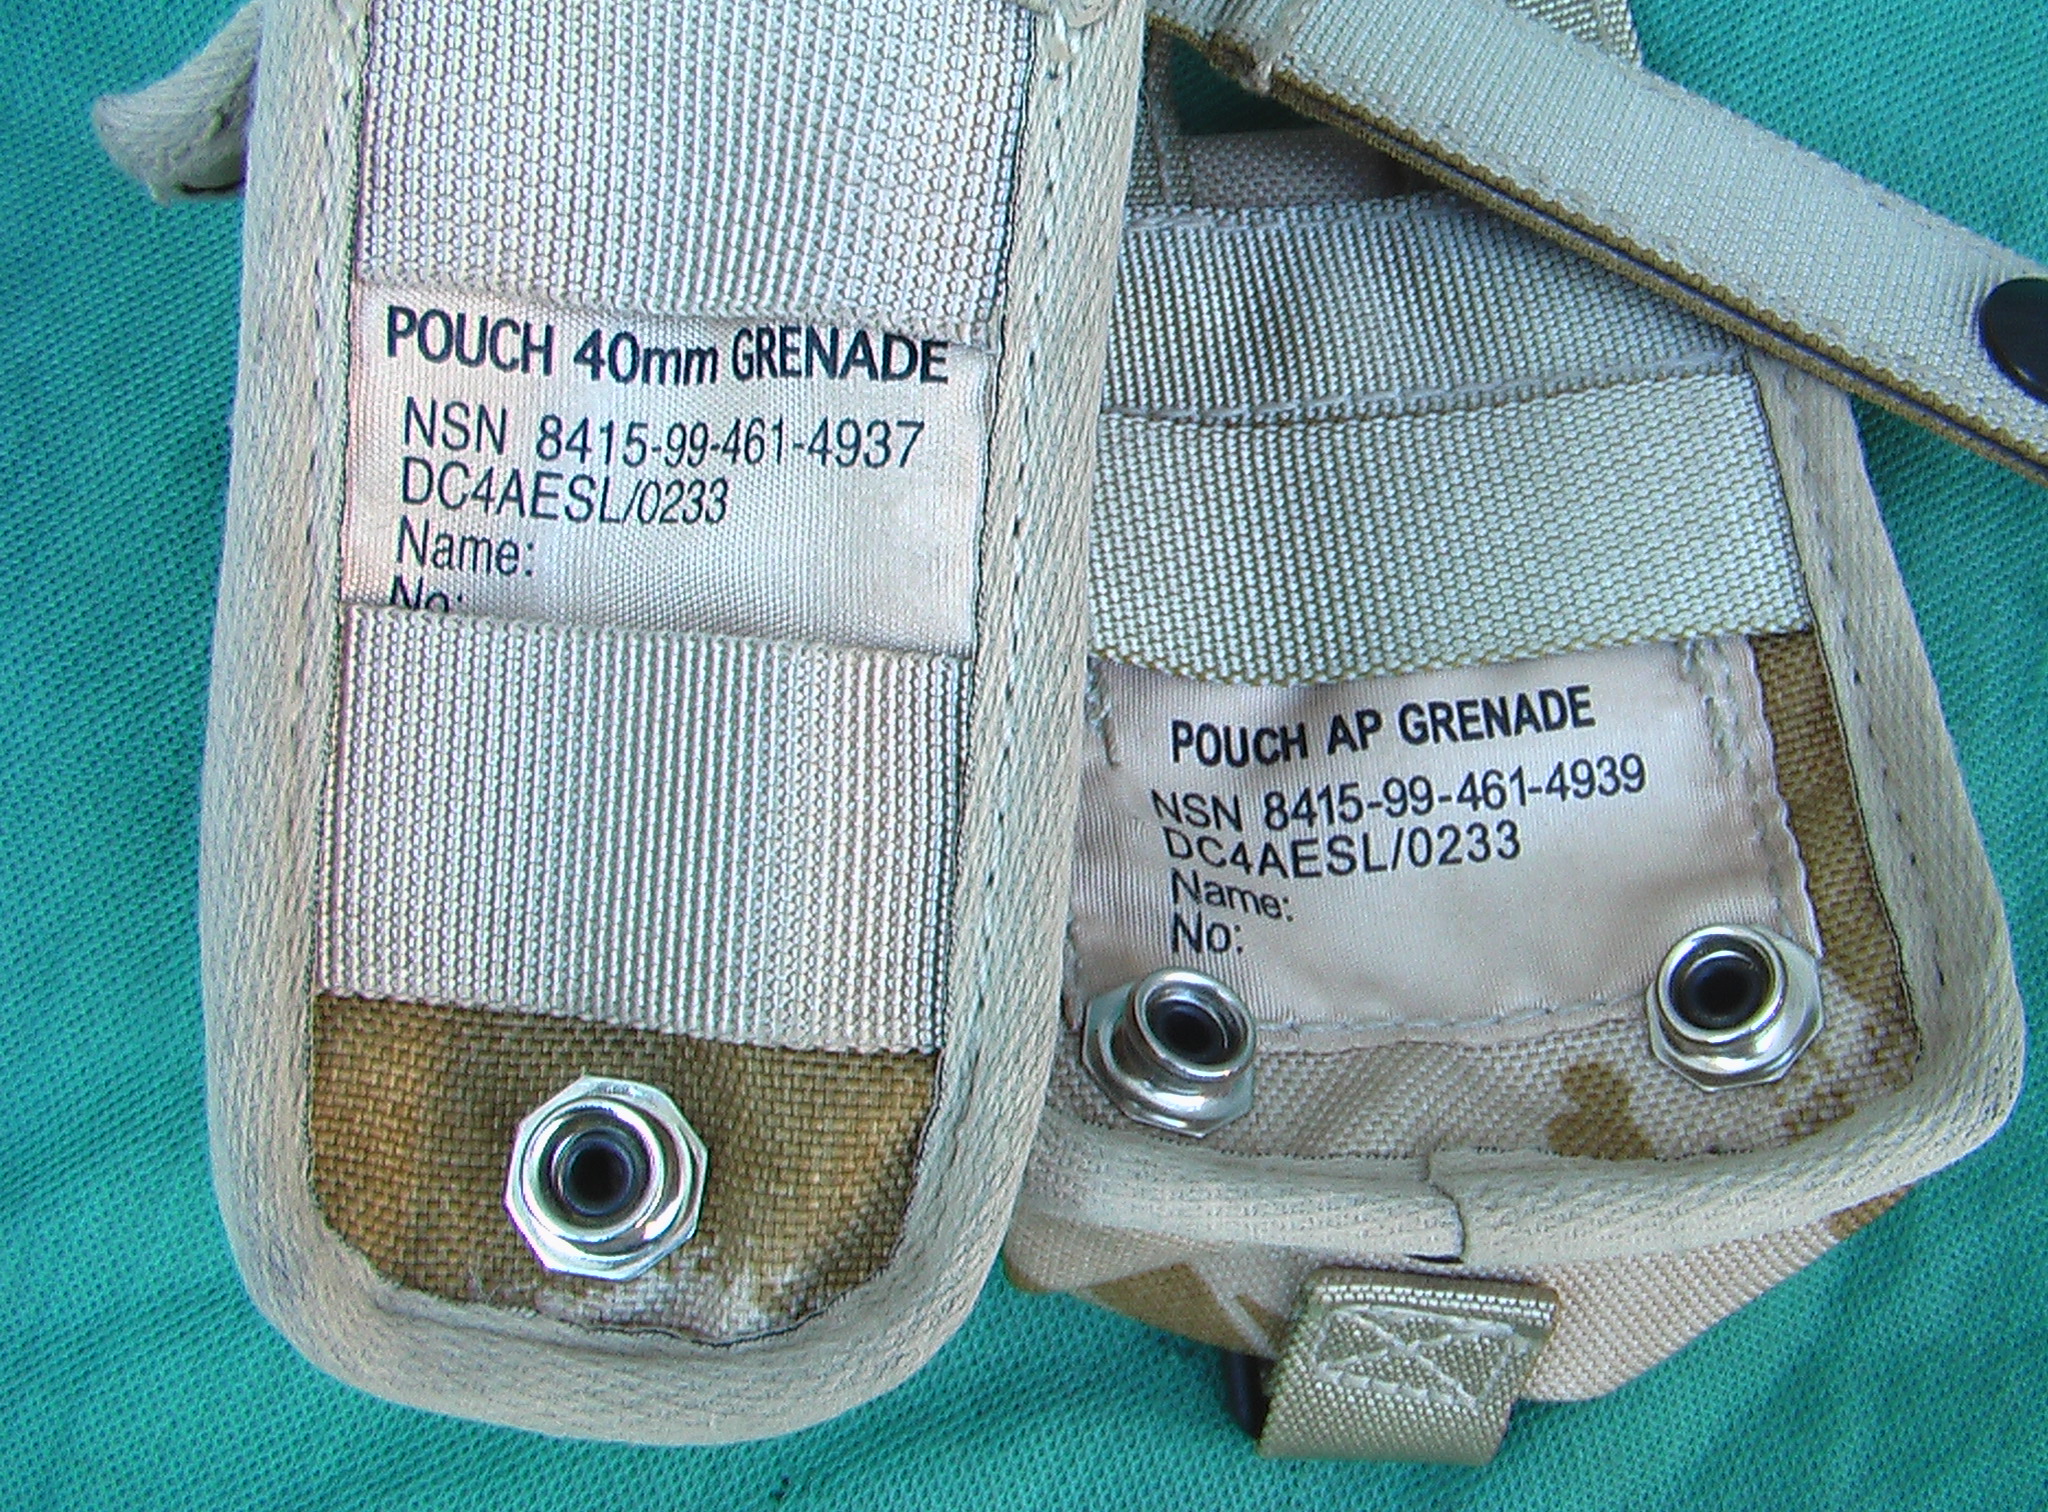 POUCH 40mm GRENADE
NSN 8415-99-461-4937
DC4AESL/0233
Name:
No:
POUCH AP GRENADE
NSN 8415-99-461-4939
DC4AESL/0233
Name:
No: